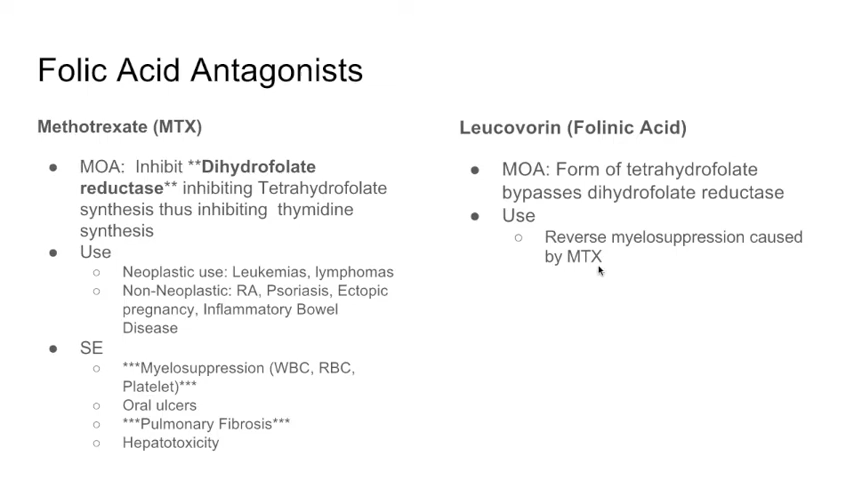 Folic Acid Antagonists
Methotrexate (MTX)
● MOA: Inhibit **Dihydrofolate
reductase** inhibiting Tetrahydrofolate
synthesis thus inhibiting thymidine
synthesis
● Use
○ Neoplastic use: Leukemias, lymphomas
○ Non-Neoplastic: RA, Psoriasis, Ectopic
pregnancy, Inflammatory Bowel
Disease
● SE
○ ***Myelosuppression (WBC, RBC,
Platelet)***
○ Oral ulcers
○ ***Pulmonary Fibrosis***
○ Hepatotoxicity
Leucovorin (Folinic Acid)
● MOA: Form of tetrahydrofolate
bypasses dihydrofolate reductase
● Use
○ Reverse myelosuppression caused
by MTX